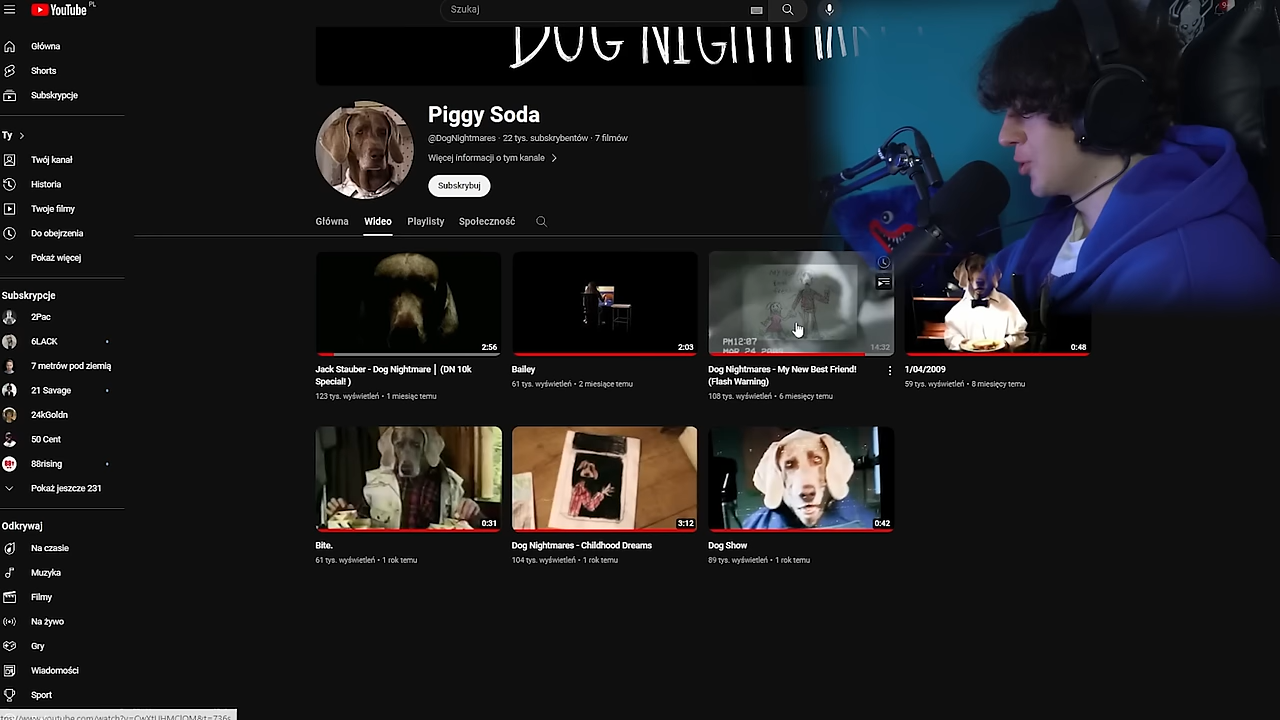 YouTube PL
Szukaj
9+
DOG NIGHTMARES
Główna
Shorts
Subskrypcje
Ty
Twój kanał
Historia
Twoje filmy
Do obejrzenia
Pokaż więcej
Subskrypcje
2Pac
6LACK
7 metrów pod ziemią
21 Savage
24kGoldn
50 Cent
88rising
Pokaż jeszcze 231
Odkrywaj
Na czasie
Muzyka
Filmy
Na żywo
Gry
Wiadomości
Sport
Piggy Soda
@DogNightmares · 22 tys. subskrybentów · 7 filmów
Więcej informacji o tym kanale
Subskrybuj
Główna
Wideo
Playlisty
Społeczność
2:56
Jack Stauber - Dog Nightmare | (DN 10k
Special! )
123 tys. wyświetleń • 1 miesiąc temu
2:03
Bailey
61 tys. wyświetleń • 2 miesiące temu
PM12:07
14:32
Dog Nightmares - My New Best Friend!
(Flash Warning)
108 tys. wyświetleń • 6 miesięcy temu
0:48
1/04/2009
59 tys. wyświetleń • 8 miesięcy temu
0:31
Bite.
61 tys. wyświetleń • 1 rok temu
3:12
Dog Nightmares - Childhood Dreams
104 tys. wyświetleń • 1 rok temu
0:42
Dog Show
89 tys. wyświetleń • 1 rok temu